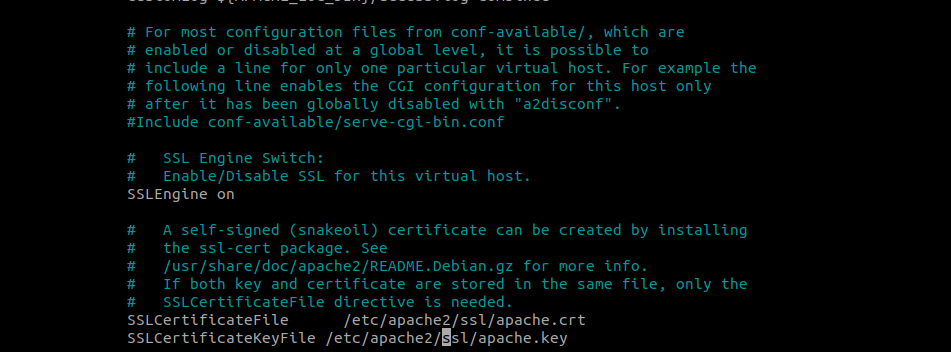 # For most configuration files from conf-available/, which are
# enabled or disabled at a global level, it is possible to
# include a line for only one particular virtual host. For example the
# following line enables the CGI configuration for this host only
# after it has been globally disabled with "a2disconf".
#Include conf-available/serve-cgi-bin.conf
#   SSL Engine Switch:
#   Enable/Disable SSL for this virtual host.
SSLEngine on
#   A self-signed (snakeoil) certificate can be created by installing
#   the ssl-cert package. See
#   /usr/share/doc/apache2/README.Debian.gz for more info.
#   If both key and certificate are stored in the same file, only the
#   SSLCertificateFile directive is needed.
SSLCertificateFile      /etc/apache2/ssl/apache.crt
SSLCertificateKeyFile /etc/apache2/ssl/apache.key